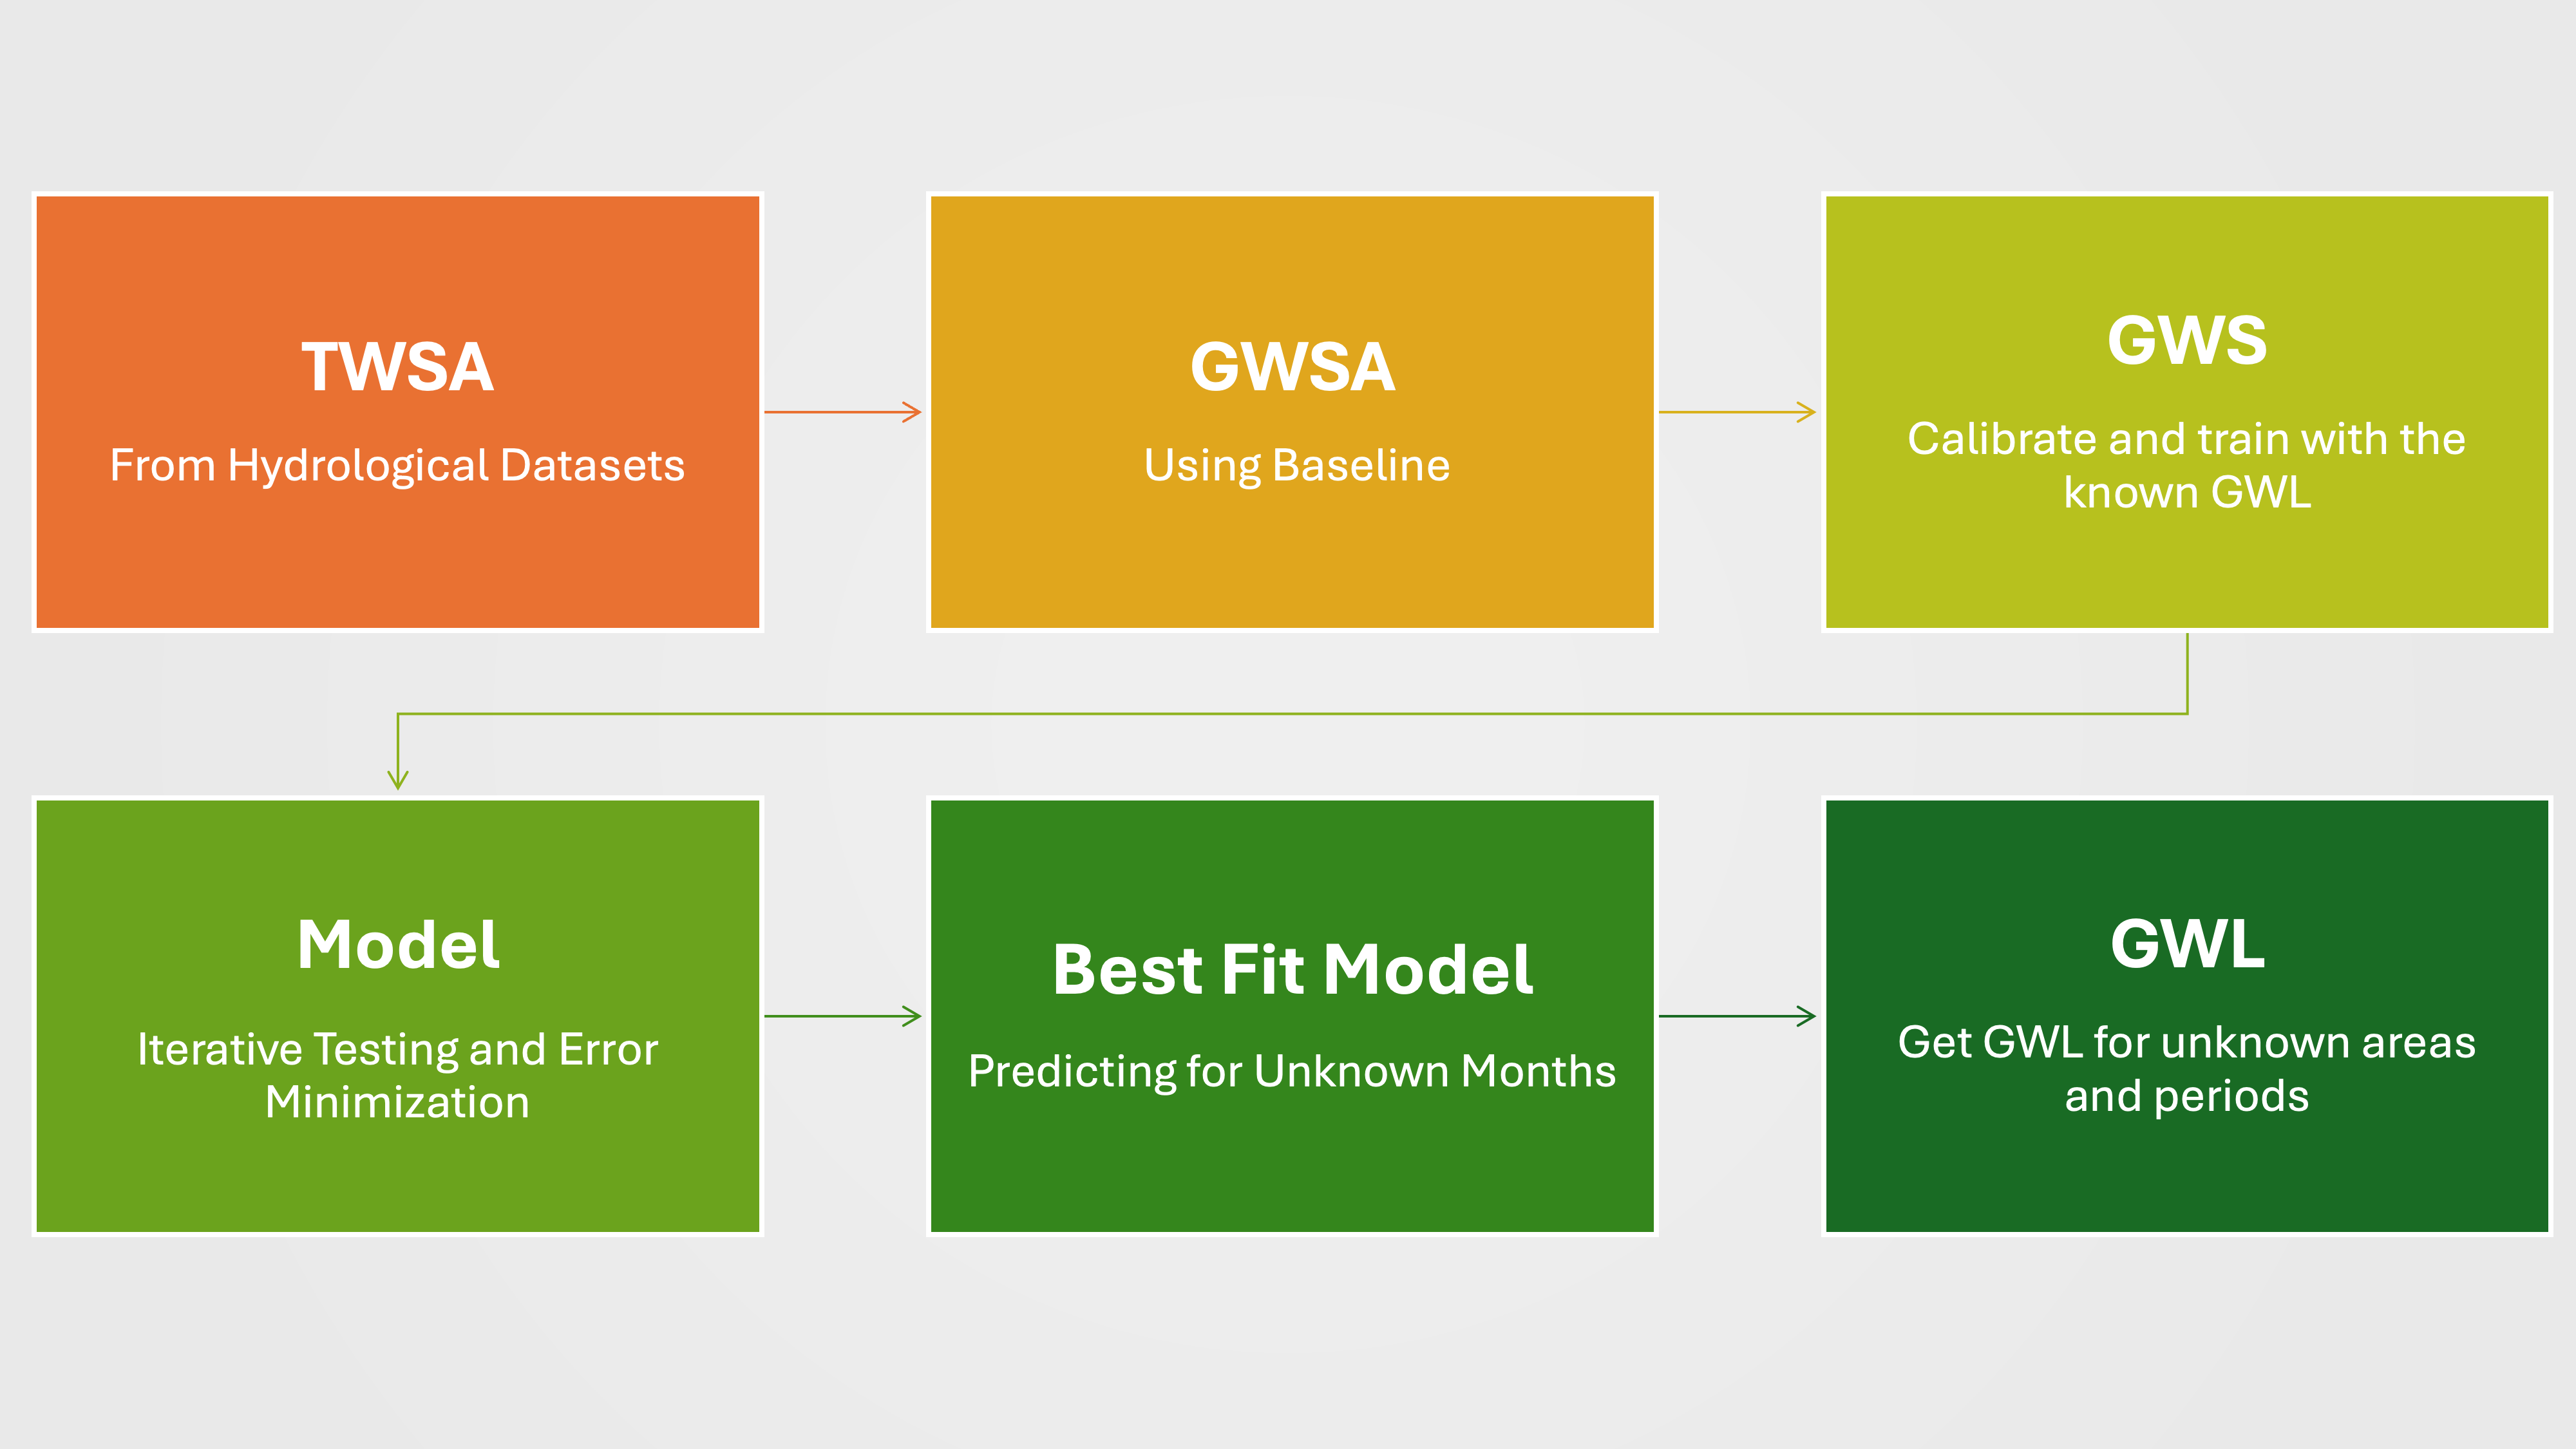 TWSA
From Hydrological Datasets
GWSA
Using Baseline
GWS
Calibrate and train with the
known GWL
Model
Iterative Testing and Error
Minimization
Best Fit Model
Predicting for Unknown Months
GWL
Get GWL for unknown areas
and periods